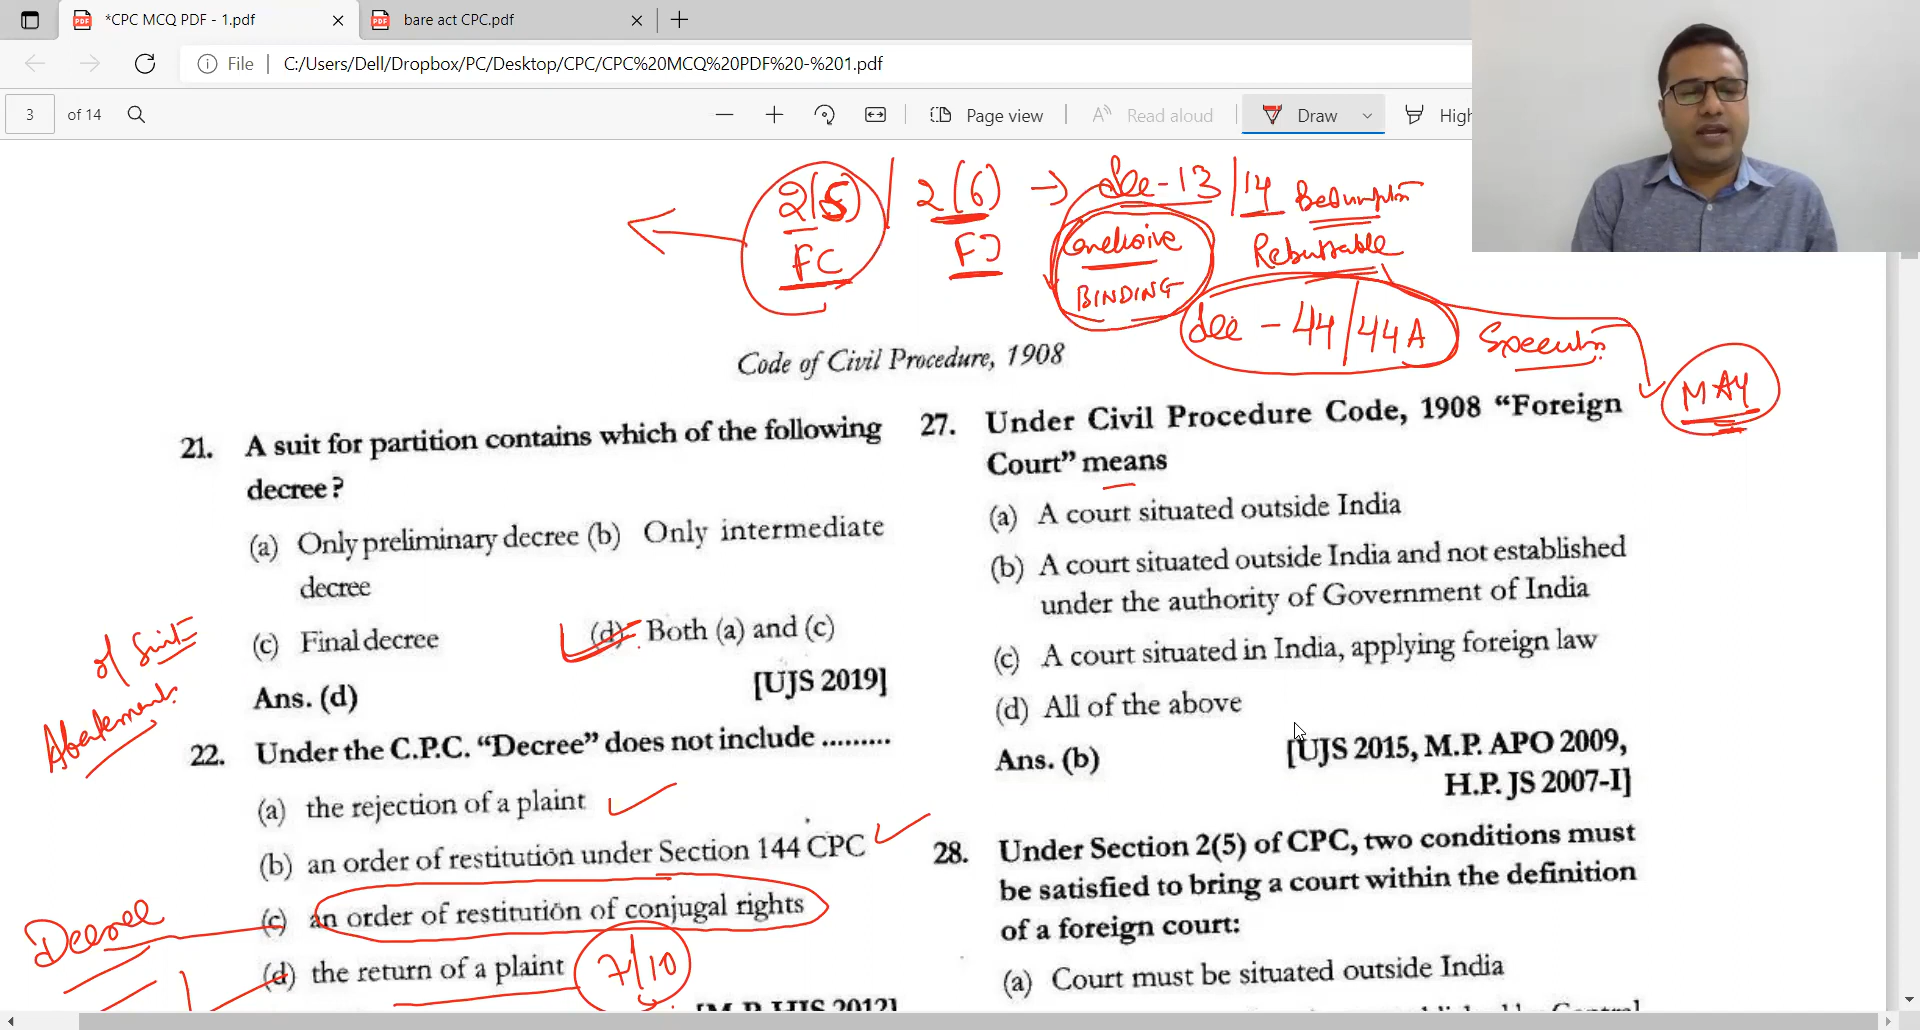 *CPC MCQ PDF - 1.pdf
bare act CPC.pdf
File
C:/Users/Dell/Dropbox/PC/Desktop/CPC/CPC%20MCQ%20PDF%20-%201.pdf
3 of 14
Page view
Read aloud
Draw
High
2(5) / 2(6) → See-13 / 14
FC
FJ
Conclusive
BINDING
Rebuttable
See - 44 / 44A
MAY
Code of Civil Procedure, 1908
21. A suit for partition contains which of the following
decree?
(a) Only preliminary decree (b) Only intermediate
decree
(c) Final decree (d) Both (a) and (c)
Ans. (d) [UJS 2019]
of Suit
Abatement
22. Under the C.P.C. “Decree” does not include .........
(a) the rejection of a plaint
(b) an order of restitution under Section 144 CPC
(c) an order of restitution of conjugal rights
Decree
(d) the return of a plaint
7/10
[M.P. HJS 2012]
27. Under Civil Procedure Code, 1908 “Foreign
Court” means
(a) A court situated outside India
(b) A court situated outside India and not established
under the authority of Government of India
(c) A court situated in India, applying foreign law
(d) All of the above
Ans. (b) [UJS 2015, M.P. APO 2009,
H.P. JS 2007-I]
28. Under Section 2(5) of CPC, two conditions must
be satisfied to bring a court within the definition
of a foreign court:
(a) Court must be situated outside India